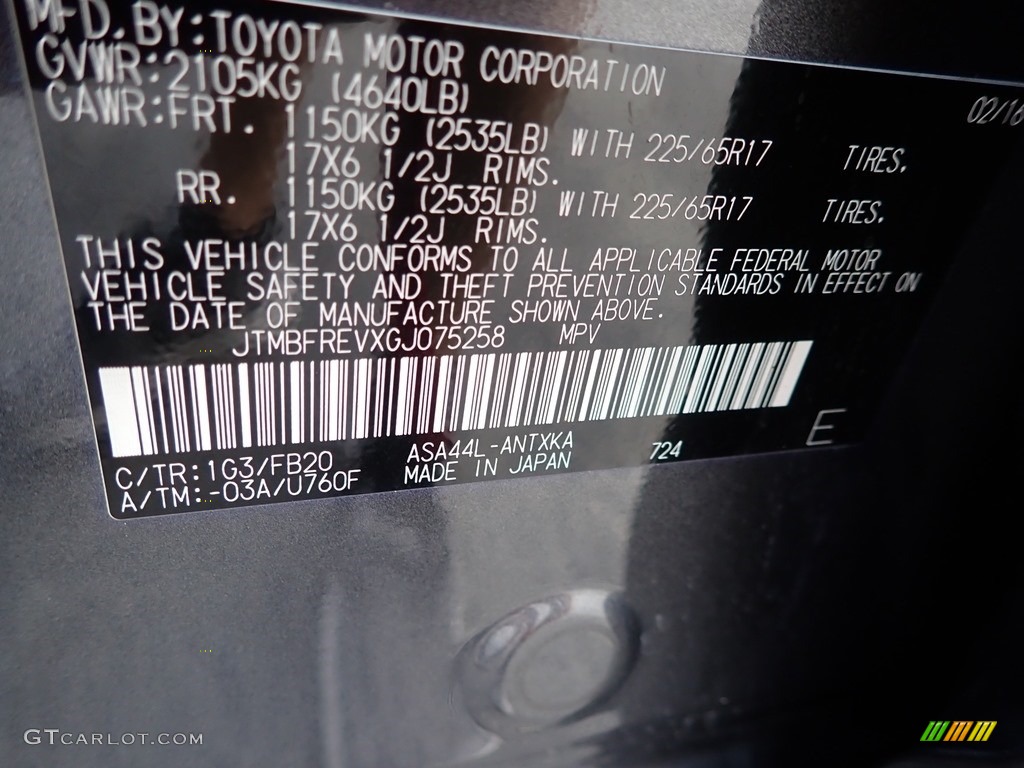 MFD.BY:TOYOTA MOTOR CORPORATION 02/16
GVWR:2105KG (4640LB)
GAWR:FRT. 1150KG (2535LB) WITH 225/65R17 TIRES.
17X6 1/2J RIMS.
RR. 1150KG (2535LB) WITH 225/65R17 TIRES.
17X6 1/2J RIMS.
THIS VEHICLE CONFORMS TO ALL APPLICABLE FEDERAL MOTOR
VEHICLE SAFETY AND THEFT PREVENTION STANDARDS IN EFFECT ON
THE DATE OF MANUFACTURE SHOWN ABOVE.
JTMBFREVXGJ075258 MPV
C/TR:1G3/FB20 ASA44L-ANTXKA 724 E
A/TM:-03A/U760F MADE IN JAPAN
GTCARLOT.COM